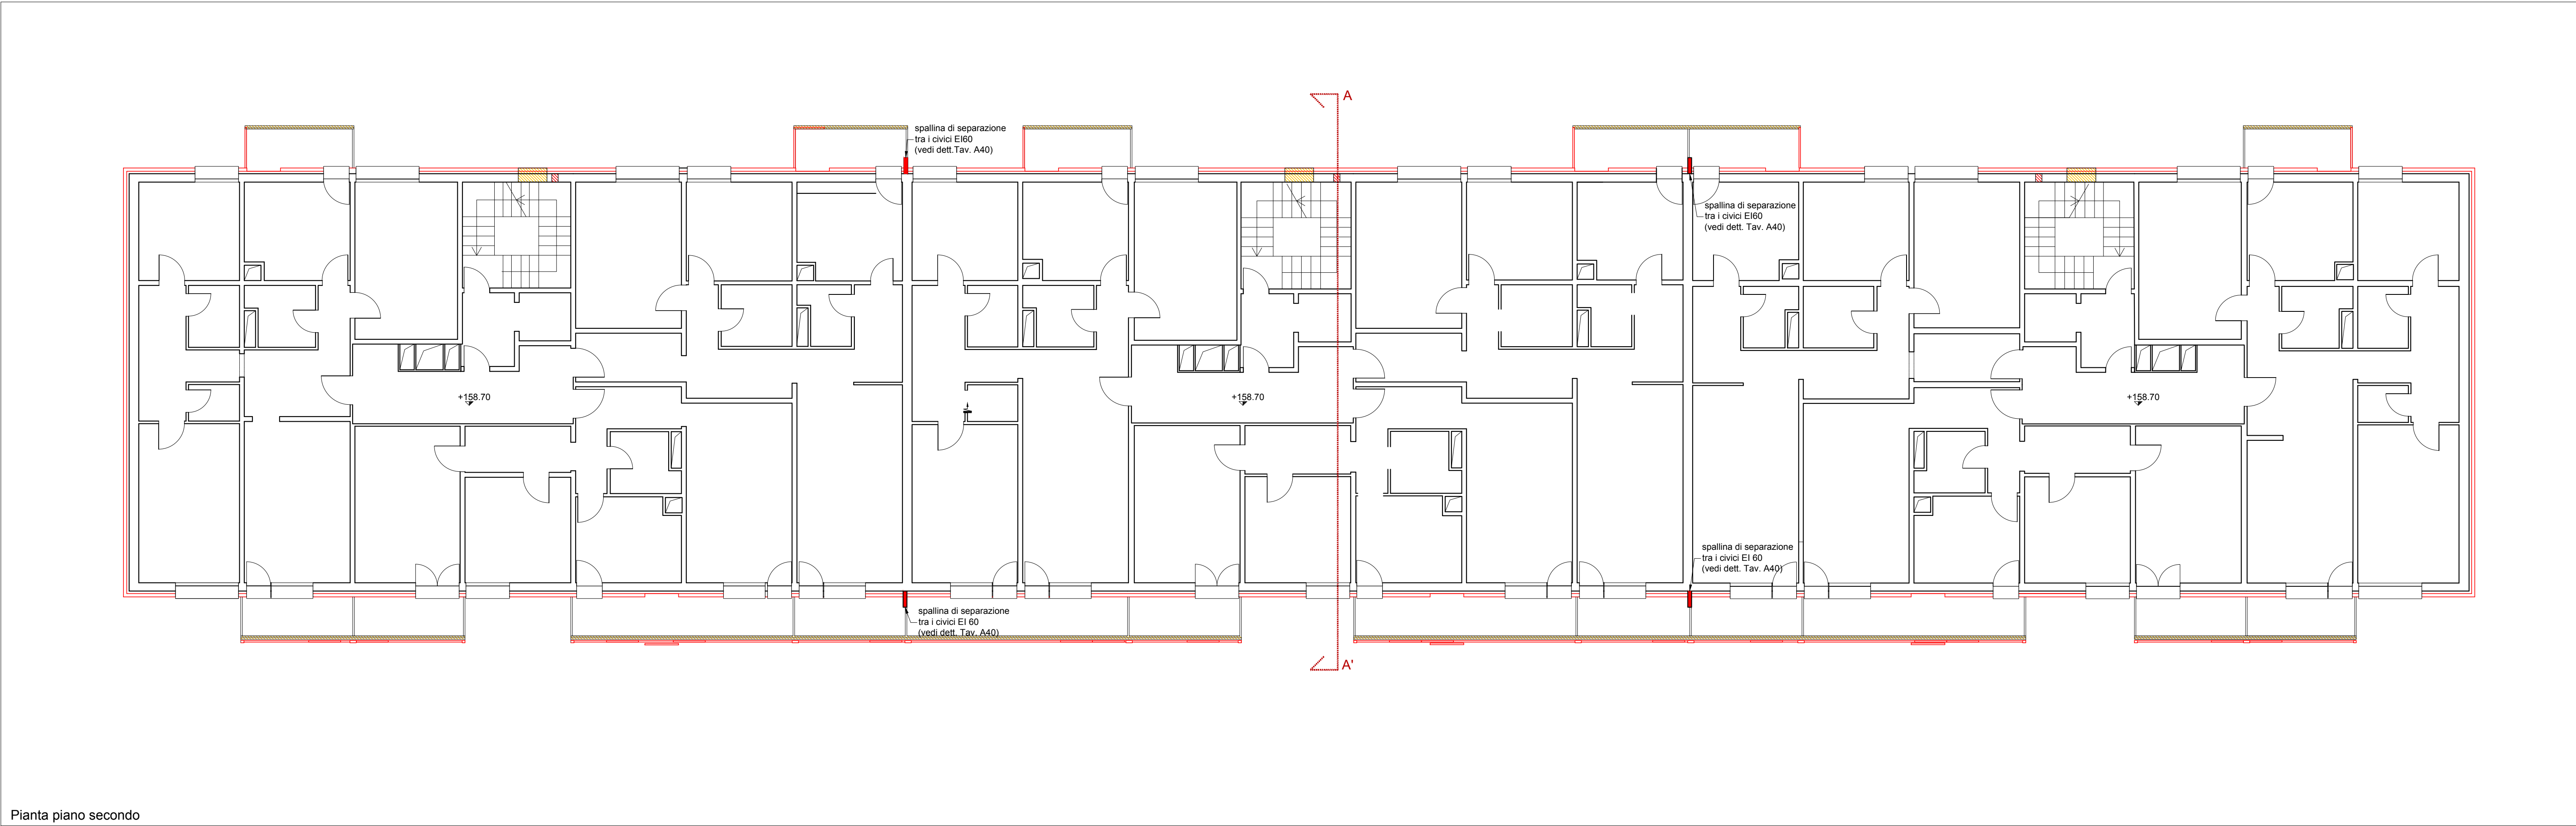 A
spallina di separazione
tra i civici EI60
(vedi dett.Tav. A40)
spallina di separazione
tra i civici EI60
(vedi dett. Tav. A40)
+158.70
+158.70
+158.70
spallina di separazione
tra i civici EI 60
(vedi dett. Tav. A40)
spallina di separazione
tra i civici EI 60
(vedi dett. Tav. A40)
A'
Pianta piano secondo